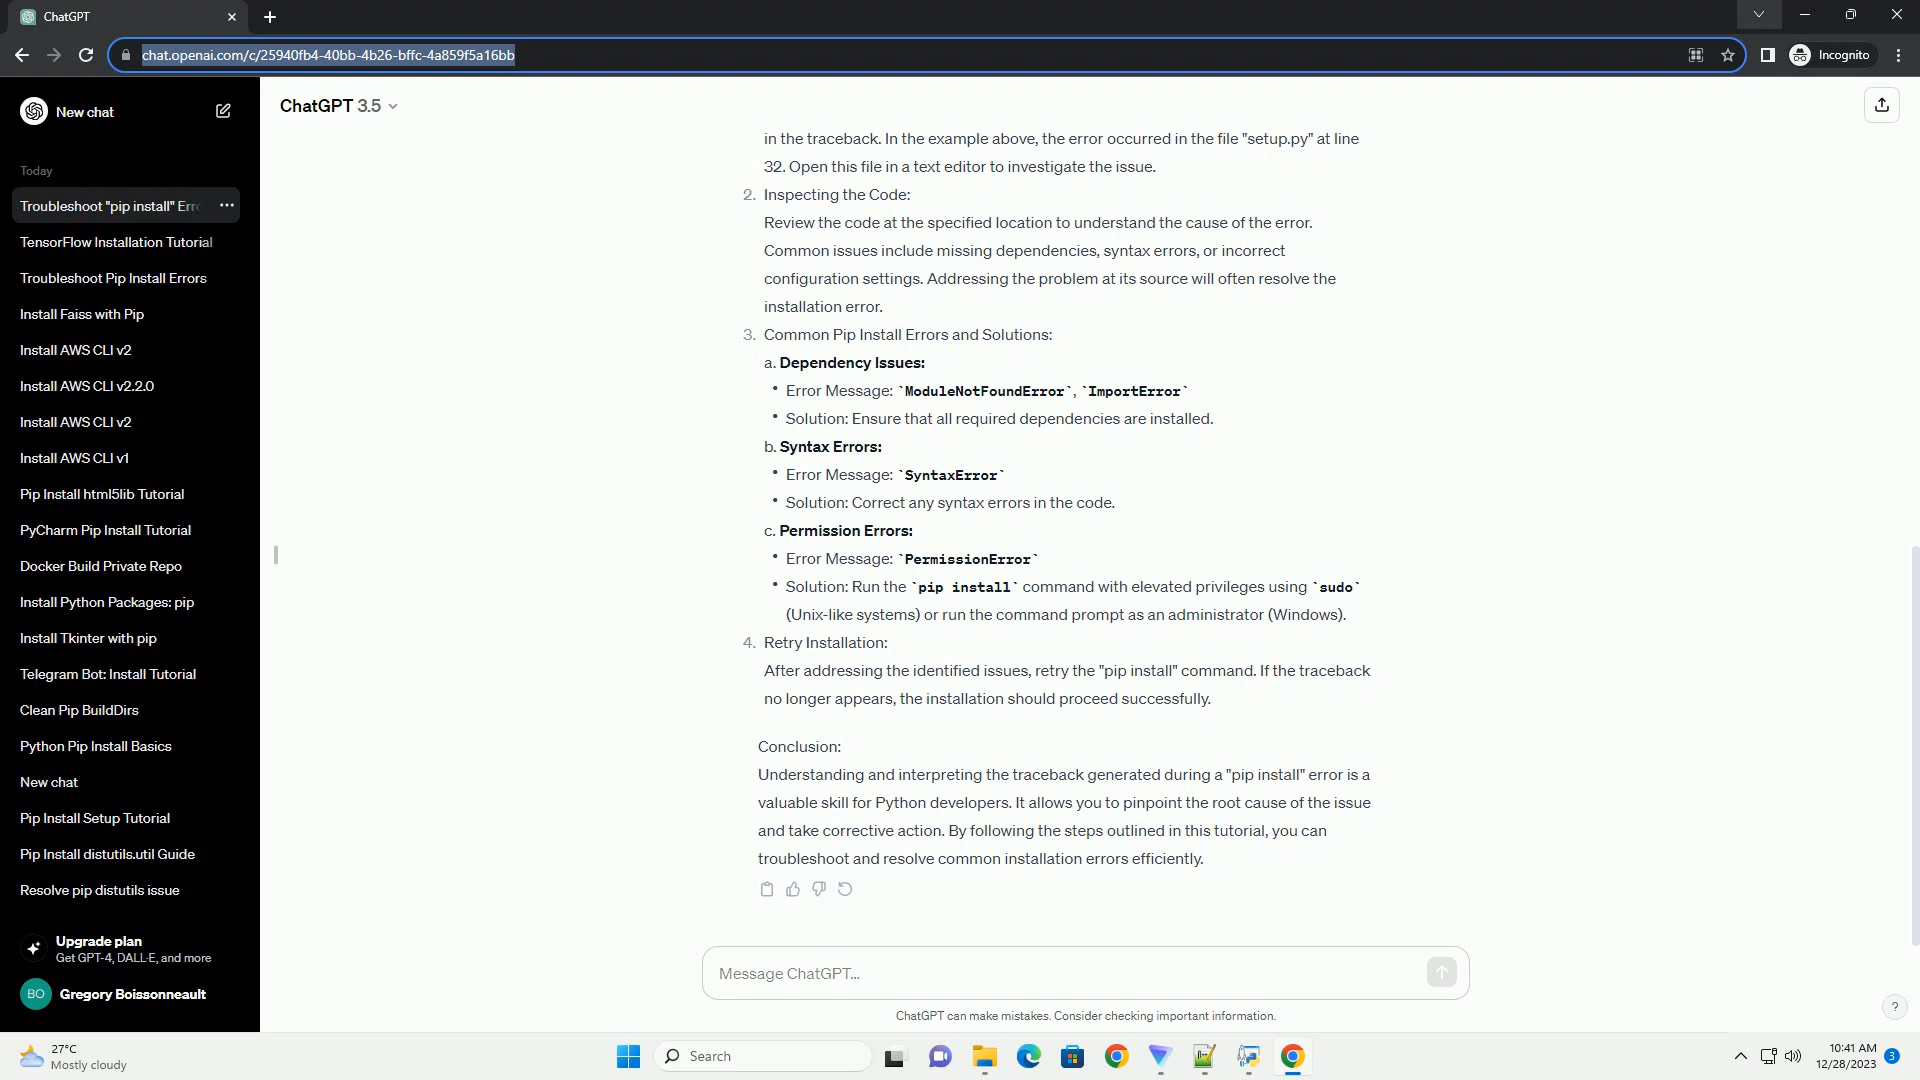 ChatGPT
chat.openai.com/c/25940fb4-40bb-4b26-bffc-4a859f5a16bb
Incognito
New chat
Today
Troubleshoot "pip install" Erro
TensorFlow Installation Tutorial
Troubleshoot Pip Install Errors
Install Faiss with Pip
Install AWS CLI v2
Install AWS CLI v2.2.0
Install AWS CLI v2
Install AWS CLI v1
Pip Install html5lib Tutorial
PyCharm Pip Install Tutorial
Docker Build Private Repo
Install Python Packages: pip
Install Tkinter with pip
Telegram Bot: Install Tutorial
Clean Pip BuildDirs
Python Pip Install Basics
New chat
Pip Install Setup Tutorial
Pip Install distutils.util Guide
Resolve pip distutils issue
Upgrade plan
Get GPT-4, DALL·E, and more
BO
Gregory Boissonneault
ChatGPT 3.5
in the traceback. In the example above, the error occurred in the file "setup.py" at line
32. Open this file in a text editor to investigate the issue.
2. Inspecting the Code:
Review the code at the specified location to understand the cause of the error.
Common issues include missing dependencies, syntax errors, or incorrect
configuration settings. Addressing the problem at its source will often resolve the
installation error.
3. Common Pip Install Errors and Solutions:
a. Dependency Issues:
• Error Message: `ModuleNotFoundError`, `ImportError`
• Solution: Ensure that all required dependencies are installed.
b. Syntax Errors:
• Error Message: `SyntaxError`
• Solution: Correct any syntax errors in the code.
c. Permission Errors:
• Error Message: `PermissionError`
• Solution: Run the `pip install` command with elevated privileges using `sudo`
(Unix-like systems) or run the command prompt as an administrator (Windows).
4. Retry Installation:
After addressing the identified issues, retry the "pip install" command. If the traceback
no longer appears, the installation should proceed successfully.
Conclusion:
Understanding and interpreting the traceback generated during a "pip install" error is a
valuable skill for Python developers. It allows you to pinpoint the root cause of the issue
and take corrective action. By following the steps outlined in this tutorial, you can
troubleshoot and resolve common installation errors efficiently.
Message ChatGPT...
ChatGPT can make mistakes. Consider checking important information.
?
27°C
Mostly cloudy
Search
10:41 AM
12/28/2023
3